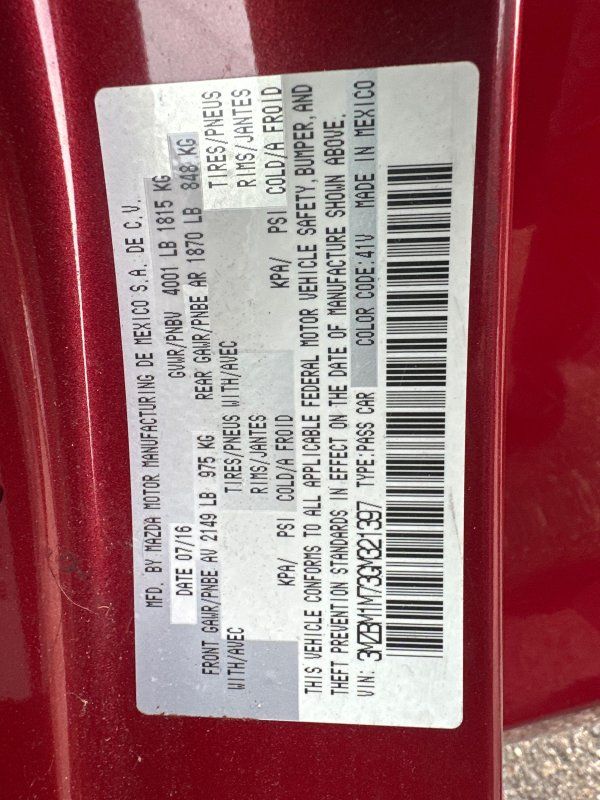 MFD. BY MAZDA MOTOR MANUFACTURING DE MEXICO S.A. DE C.V.
DATE 07/16 GVWR/PNBV 4001 LB 1815 KG
FRONT GAWR/PNBE AV 2149 LB 975 KG REAR GAWR/PNBE AR 1870 LB 848 KG
WITH/AVEC TIRES/PNEUS WITH/AVEC TIRES/PNEUS
RIMS/JANTES RIMS/JANTES
KPA/ PSI COLD/A FROID KPA/ PSI COLD/A FROID
THIS VEHICLE CONFORMS TO ALL APPLICABLE FEDERAL MOTOR VEHICLE SAFETY, BUMPER, AND
THEFT PREVENTION STANDARDS IN EFFECT ON THE DATE OF MANUFACTURE SHOWN ABOVE.
VIN: 3MZBM1M73GM321397 TYPE:PASS CAR COLOR CODE:41V MADE IN MEXICO